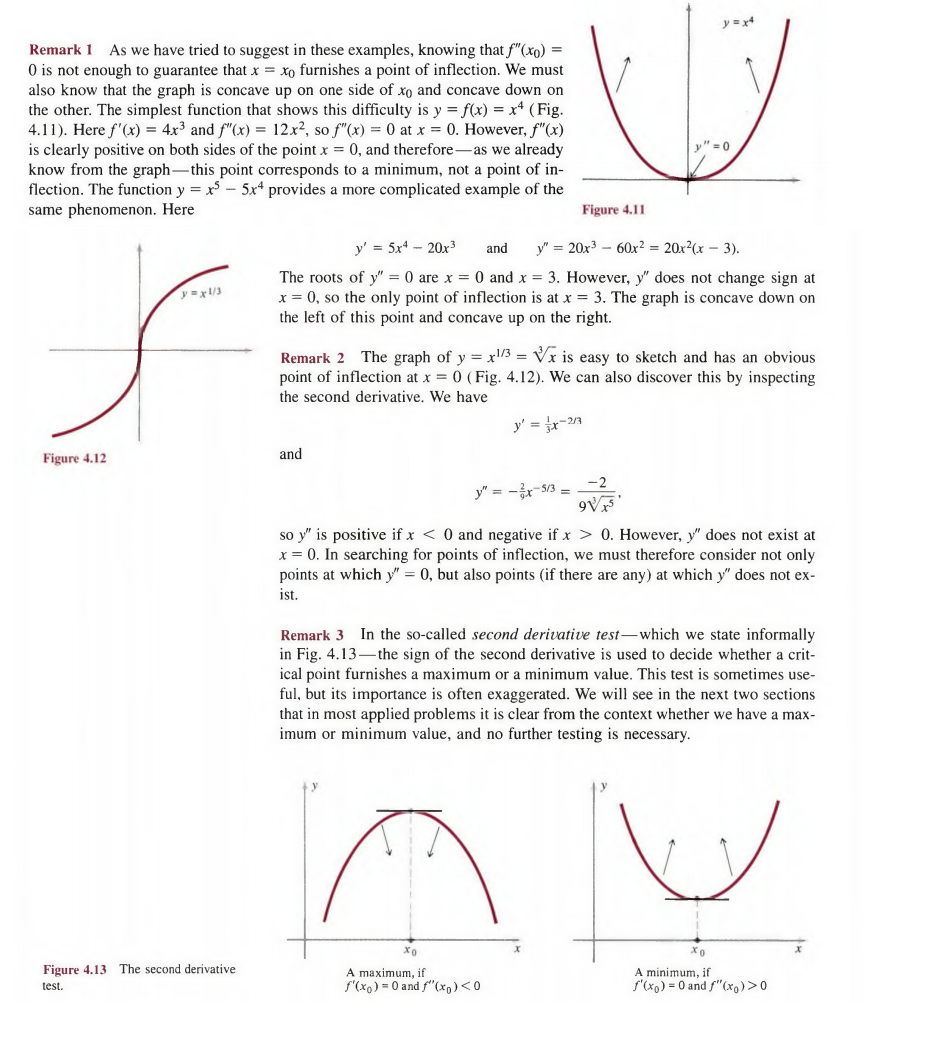 Remark 1 As we have tried to suggest in these examples, knowing that f″(x₀) =
0 is not enough to guarantee that x = x₀ furnishes a point of inflection. We must
also know that the graph is concave up on one side of x₀ and concave down on
the other. The simplest function that shows this difficulty is y = f(x) = x⁴ (Fig.
4.11). Here f′(x) = 4x³ and f″(x) = 12x², so f″(x) = 0 at x = 0. However, f″(x)
is clearly positive on both sides of the point x = 0, and therefore—as we already
know from the graph—this point corresponds to a minimum, not a point of in-
flection. The function y = x⁵ − 5x⁴ provides a more complicated example of the
same phenomenon. Here
y = x⁴
y″ = 0
Figure 4.11
y′ = 5x⁴ − 20x³ and y″ = 20x³ − 60x² = 20x²(x − 3).
The roots of y″ = 0 are x = 0 and x = 3. However, y″ does not change sign at
x = 0, so the only point of inflection is at x = 3. The graph is concave down on
the left of this point and concave up on the right.
y = x^1/3
Figure 4.12
Remark 2 The graph of y = x^1/3 = ∛x is easy to sketch and has an obvious
point of inflection at x = 0 (Fig. 4.12). We can also discover this by inspecting
the second derivative. We have
y′ = ⅓x^−2/3
and
y″ = −2/9 x^−5/3 = −2 / 9∛x⁵,
so y″ is positive if x < 0 and negative if x > 0. However, y″ does not exist at
x = 0. In searching for points of inflection, we must therefore consider not only
points at which y″ = 0, but also points (if there are any) at which y″ does not ex-
ist.
Remark 3 In the so-called second derivative test—which we state informally
in Fig. 4.13—the sign of the second derivative is used to decide whether a crit-
ical point furnishes a maximum or a minimum value. This test is sometimes use-
ful, but its importance is often exaggerated. We will see in the next two sections
that in most applied problems it is clear from the context whether we have a max-
imum or minimum value, and no further testing is necessary.
y
x₀
x
A maximum, if
f′(x₀) = 0 and f″(x₀) < 0
y
x₀
x
A minimum, if
f′(x₀) = 0 and f″(x₀) > 0
Figure 4.13 The second derivative
test.